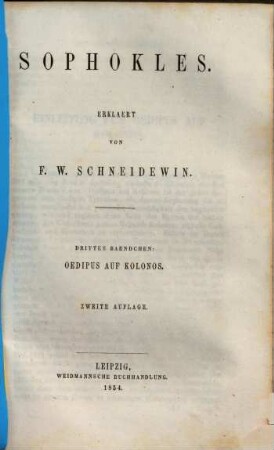 SOPHOKLES.
ERKLAERT
VON
F. W. SCHNEIDEWIN.
DRITTES BAENDCHEN:
OEDIPUS AUF KOLONOS.
ZWEITE AUFLAGE.
LEIPZIG,
WEIDMANNSCHE BUCHHANDLUNG.
1854.